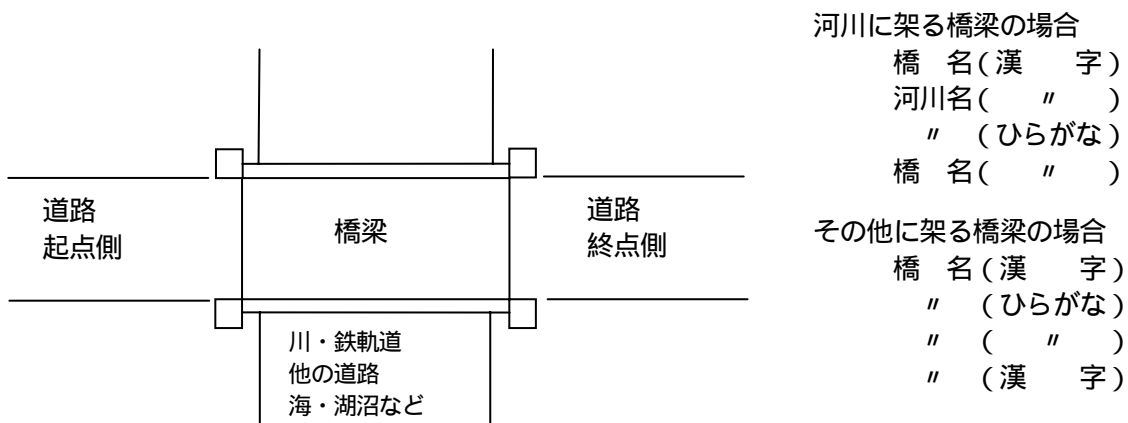 道路
起点側
橋梁
道路
終点側
川・鉄軌道
他の道路
海・湖沼など
河川に架る橋梁の場合
橋　名(漢　　字)
河川名(　　〃　　)
〃　(ひらがな)
橋　名(　　〃　　)
その他に架る橋梁の場合
橋　名(漢　　字)
〃　(ひらがな)
〃　(　　〃　　)
〃　(漢　　字)